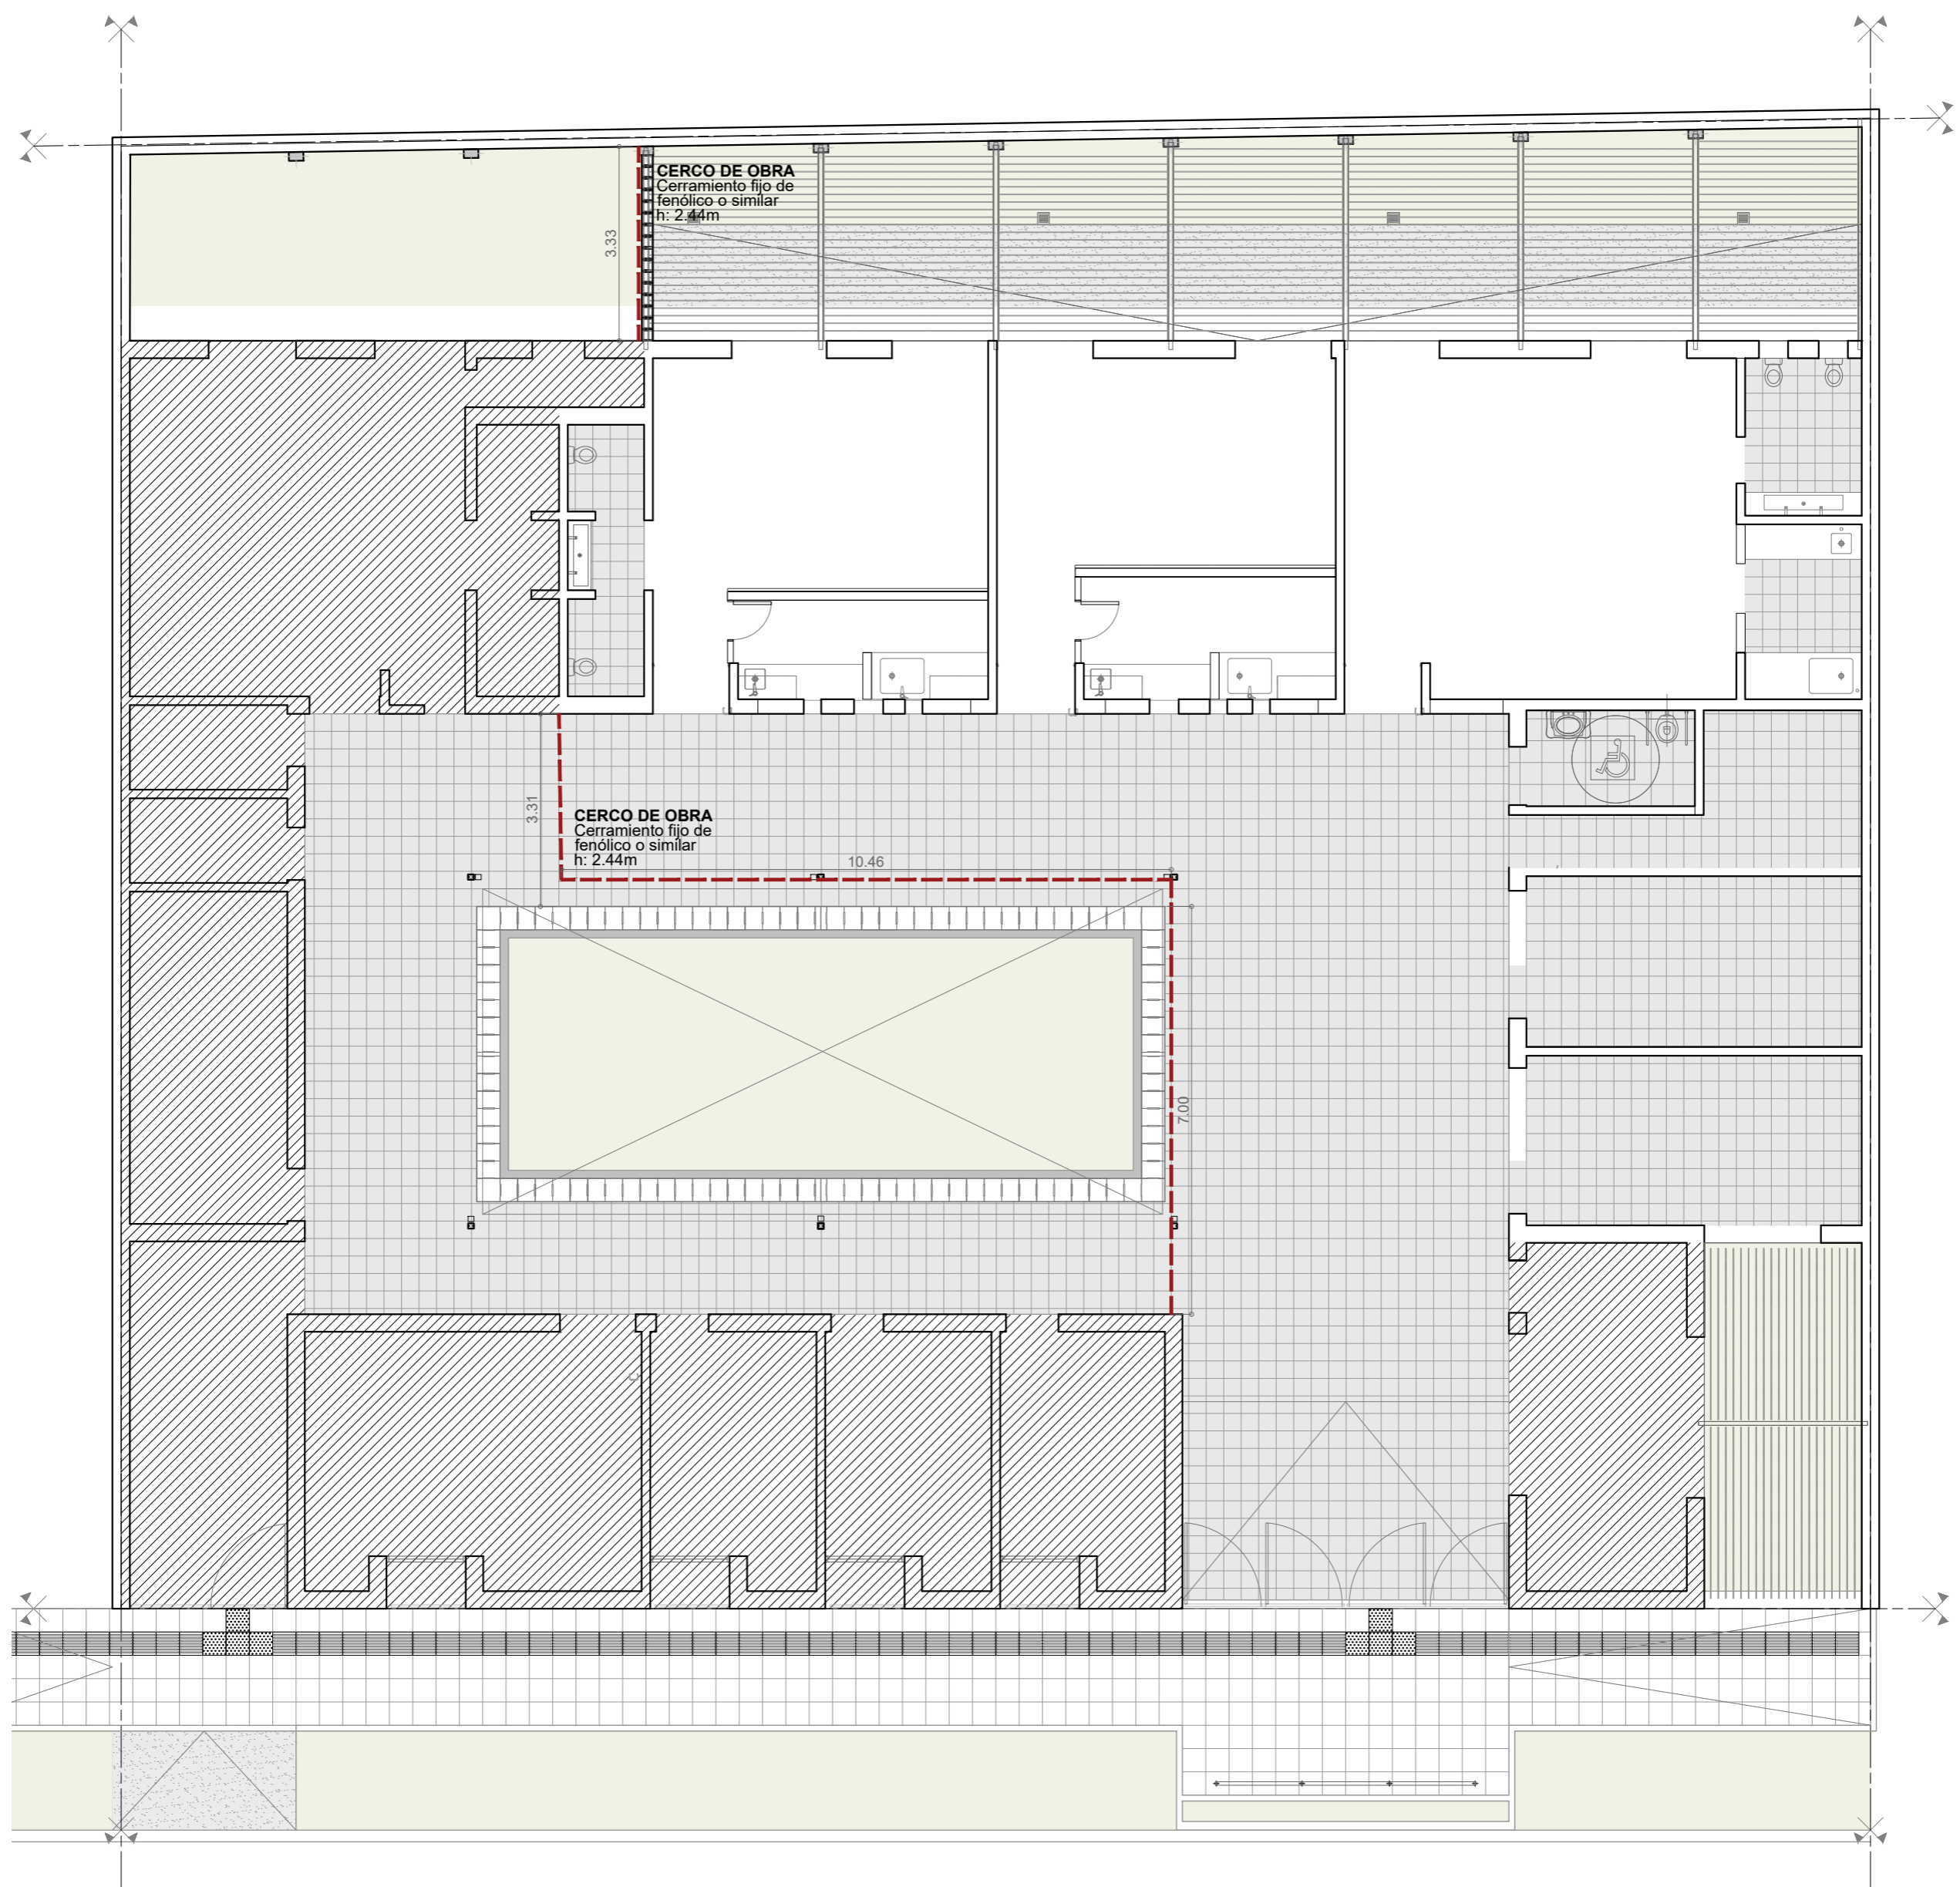 CERCO DE OBRA
Cerramiento fijo de
fenólico o similar
h: 2.44m
3.33
3.31
CERCO DE OBRA
Cerramiento fijo de
fenólico o similar
h: 2.44m
10.46
7.00